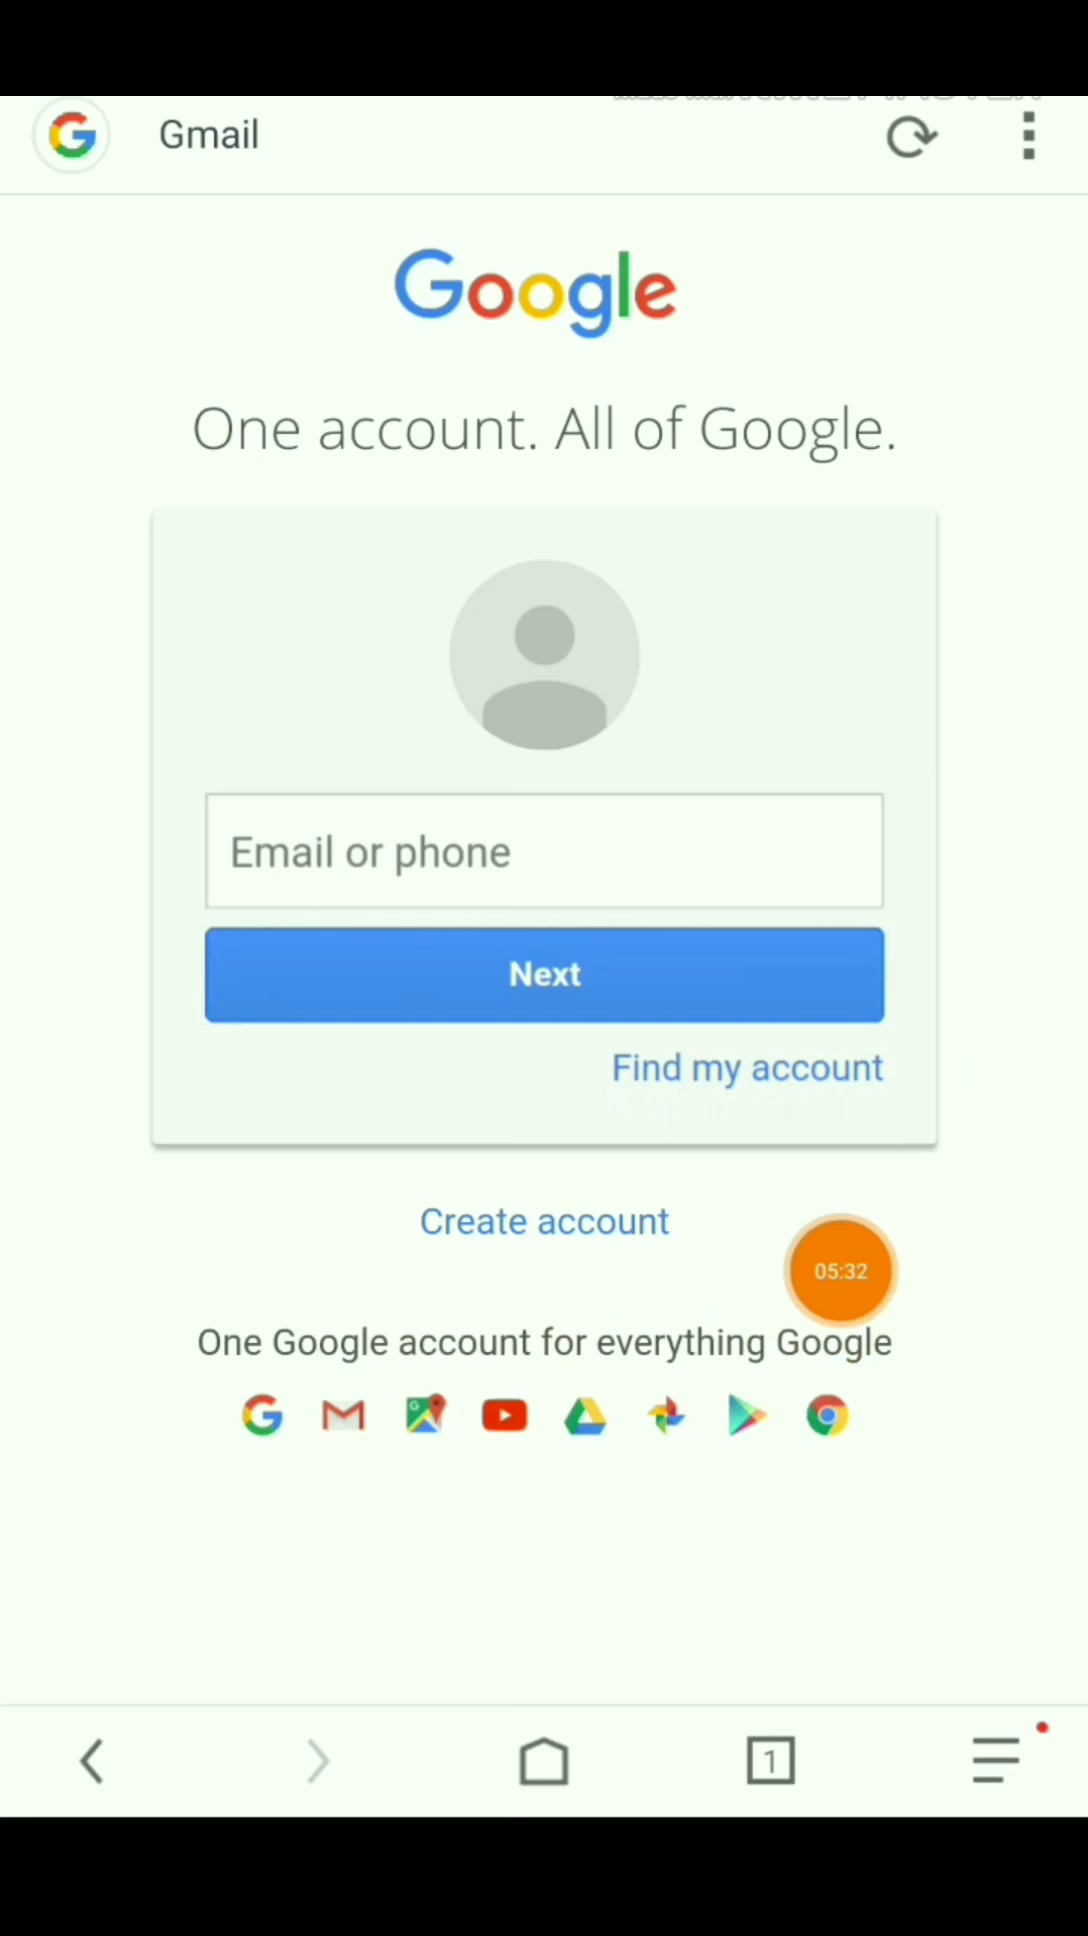 Gmail
Google
One account. All of Google.
Email or phone
Next
Find my account
Create account
05:32
One Google account for everything Google
1